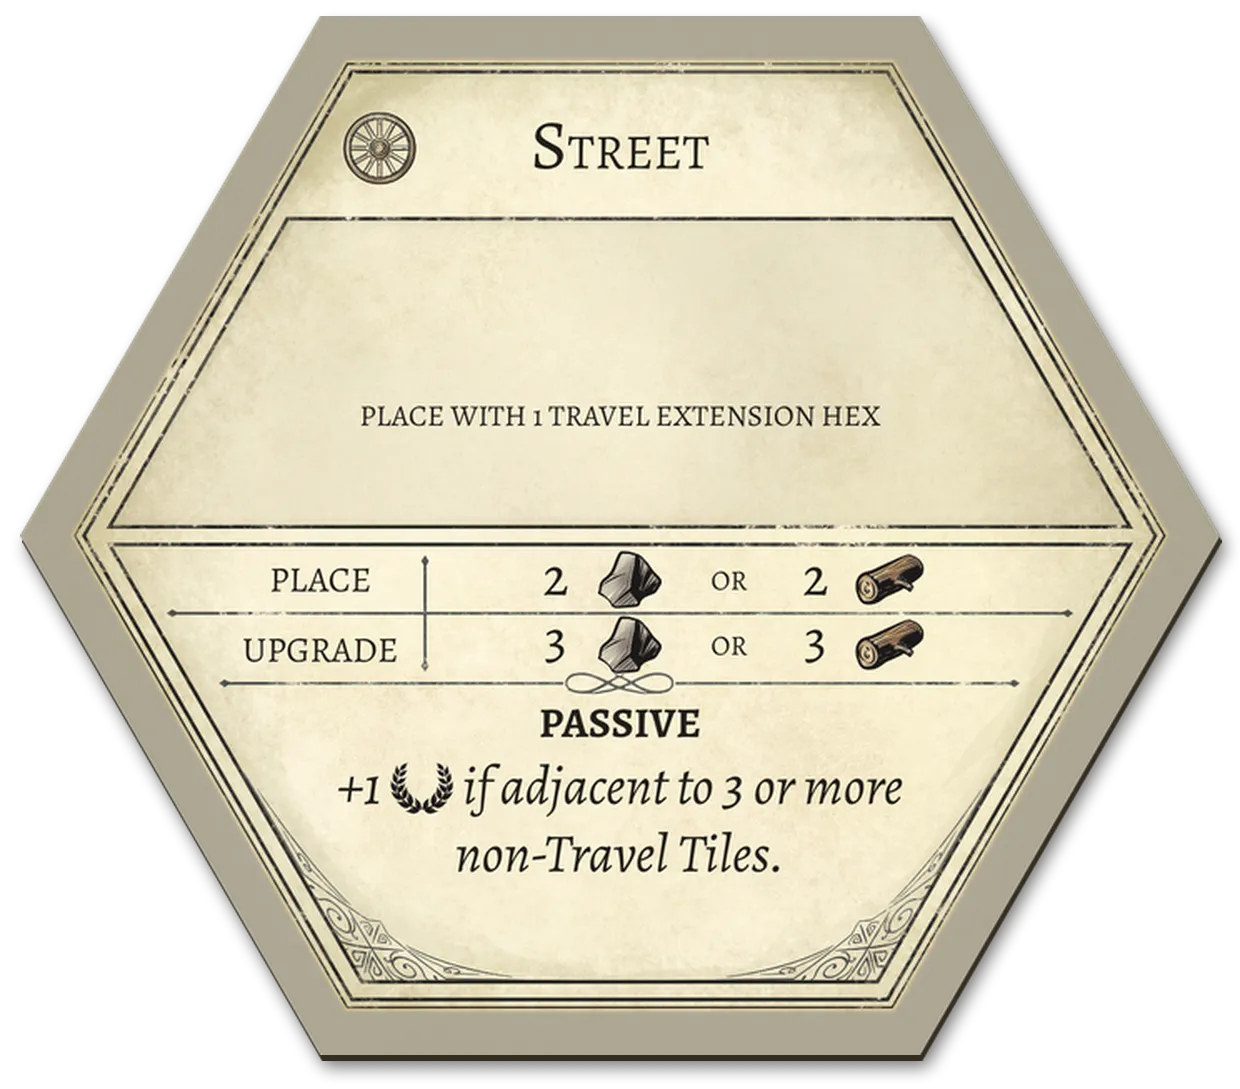 STREET
PLACE WITH 1 TRAVEL EXTENSION HEX
PLACE 2 OR 2
UPGRADE 3 OR 3
PASSIVE
+1 if adjacent to 3 or more
non-Travel Tiles.